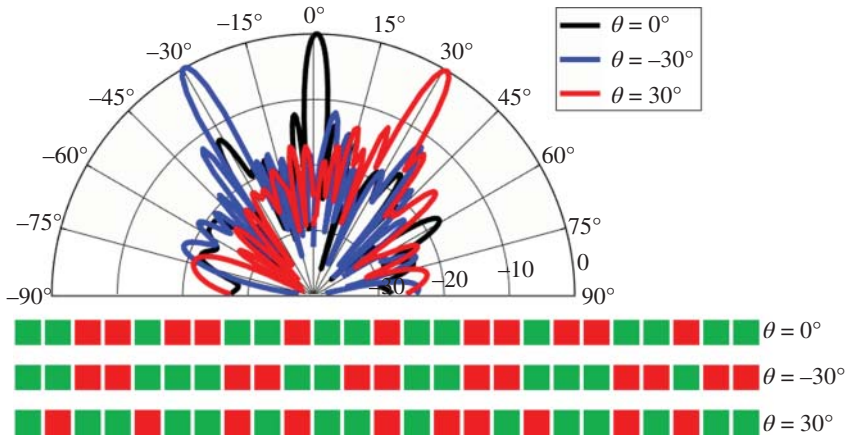 0°
–15°
15°
–30°
30°
–45°
45°
–60°
60°
–75°
75°
–90°
–30
–20
–10
0
90°
θ = 0°
θ = –30°
θ = 30°
θ = 0°
θ = –30°
θ = 30°